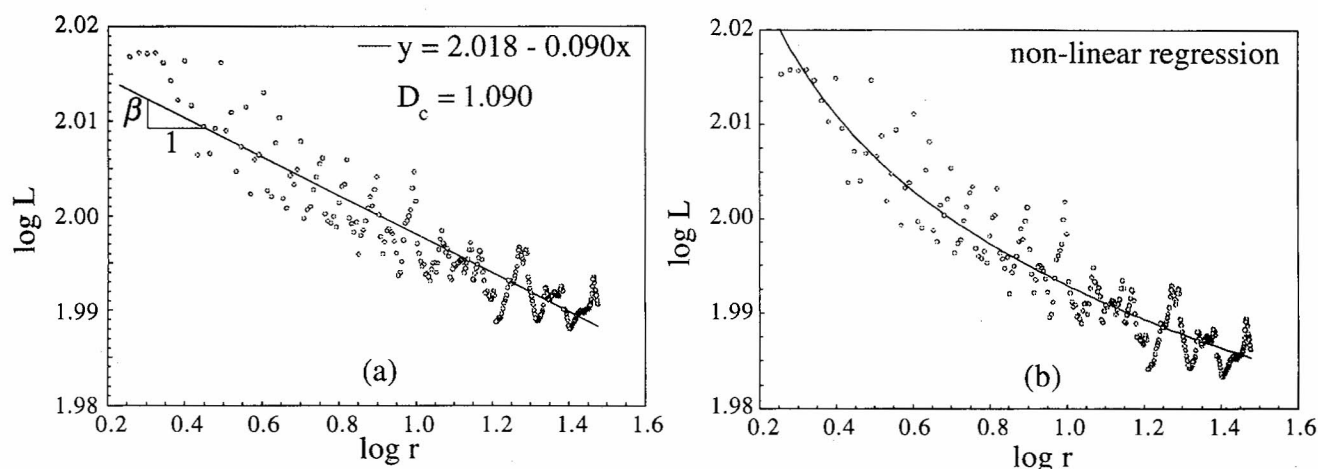 2.02
2.01
2.00
1.99
1.98
log L
y = 2.018 - 0.090x
D_c = 1.090
β
1
(a)
0.2 0.4 0.6 0.8 1.0 1.2 1.4 1.6
log r
2.02
2.01
2.00
1.99
1.98
log L
non-linear regression
(b)
0.2 0.4 0.6 0.8 1.0 1.2 1.4 1.6
log r